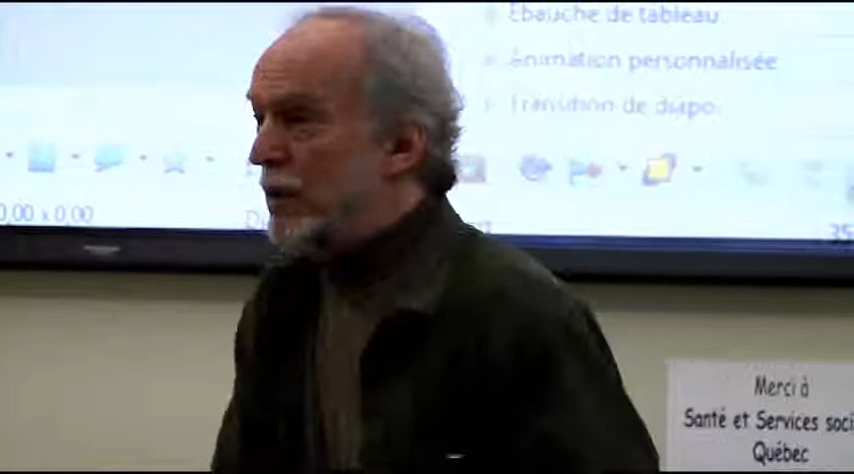 Ébauche de tableau
Animation personnalisée
Transition de diapo.
0,00 x 0,00
Merci à
Santé et Services soci
Québec